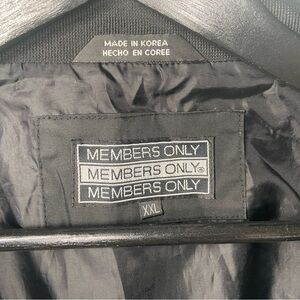 MADE IN KOREA
HECHO EN COREE
MEMBERS ONLY
MEMBERS ONLY®
MEMBERS ONLY
XXL